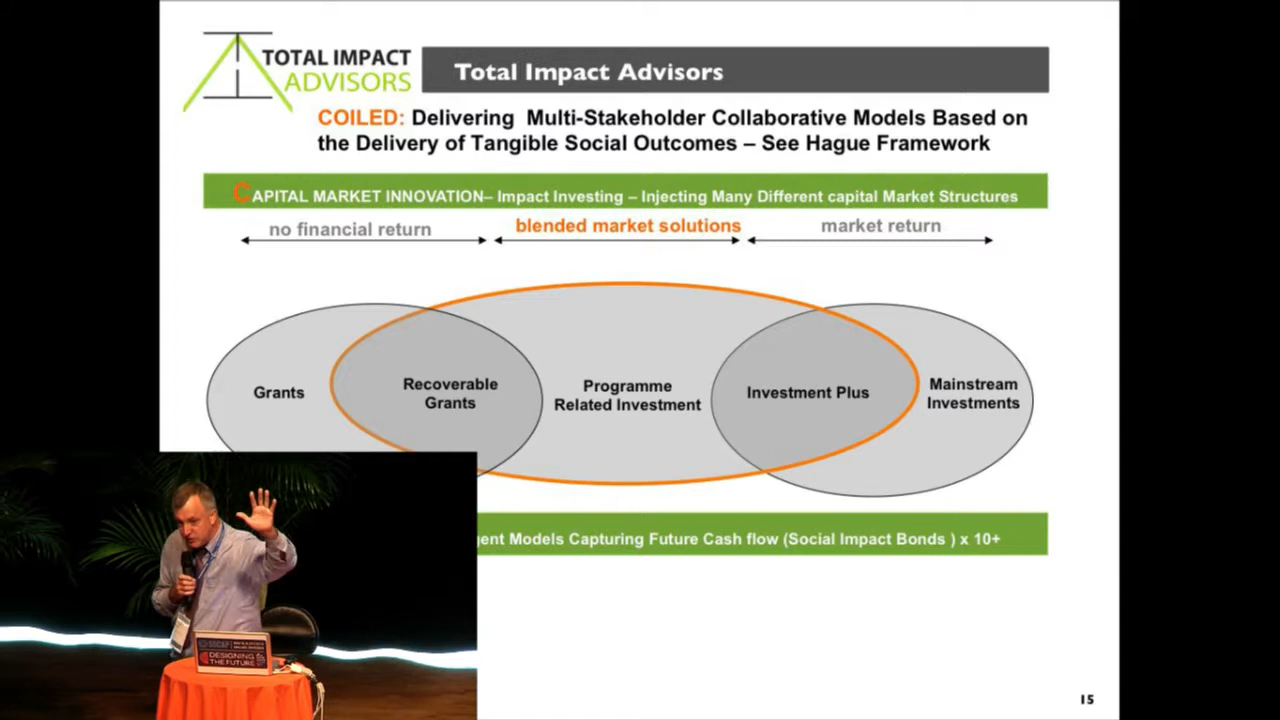 TOTAL IMPACT
ADVISORS
Total Impact Advisors
COILED: Delivering Multi-Stakeholder Collaborative Models Based on
the Delivery of Tangible Social Outcomes – See Hague Framework
CAPITAL MARKET INNOVATION– Impact Investing – Injecting Many Different capital Market Structures
no financial return
blended market solutions
market return
Grants
Recoverable
Grants
Programme
Related Investment
Investment Plus
Mainstream
Investments
Models Capturing Future Cash flow (Social Impact Bonds ) x 10+
DESIGNING
THE FUTURE
15